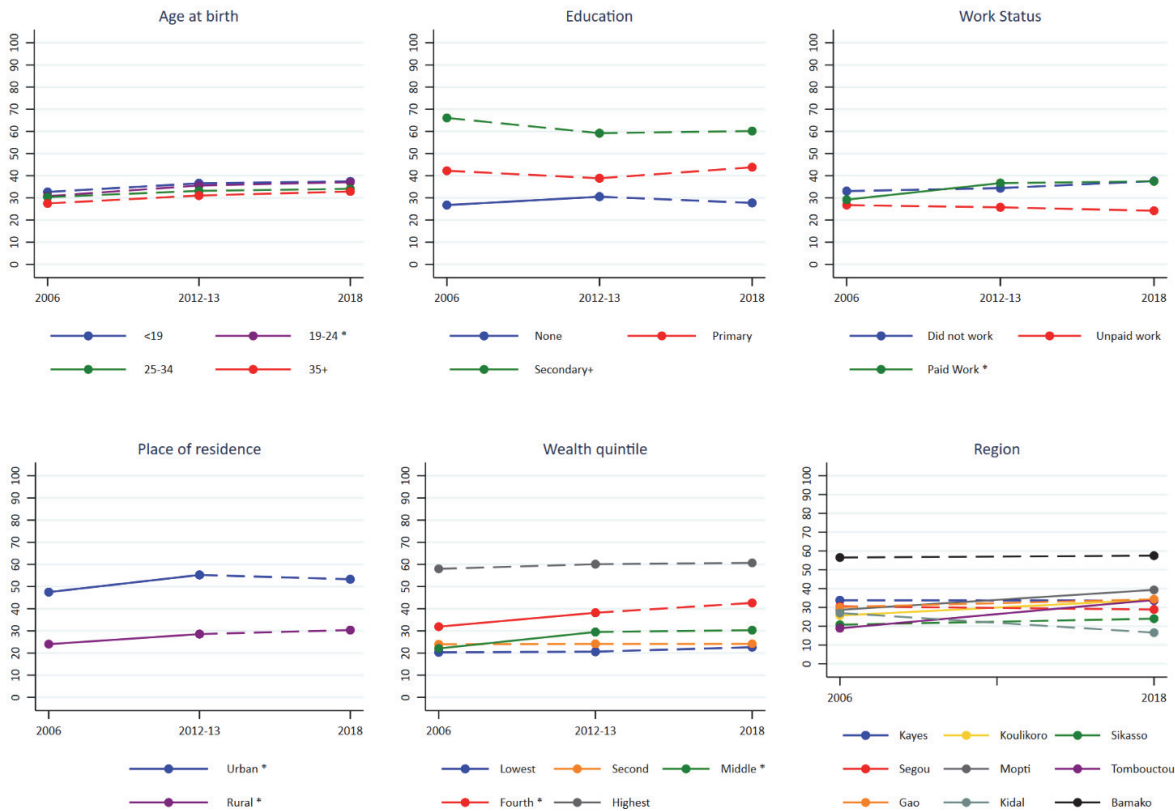 Age at birth
100
90
80
70
60
50
40
30
20
10
0
2006 2012-13 2018
<19 19-24 *
25-34 35+
Education
100
90
80
70
60
50
40
30
20
10
0
2006 2012-13 2018
None Primary
Secondary+
Work Status
100
90
80
70
60
50
40
30
20
10
0
2006 2012-13 2018
Did not work Unpaid work
Paid Work *
Place of residence
100
90
80
70
60
50
40
30
20
10
0
2006 2012-13 2018
Urban *
Rural *
Wealth quintile
100
90
80
70
60
50
40
30
20
10
0
2006 2012-13 2018
Lowest Second Middle *
Fourth * Highest
Region
100
90
80
70
60
50
40
30
20
10
0
2006 2018
Kayes Koulikoro Sikasso
Segou Mopti Tombouctou
Gao Kidal Bamako